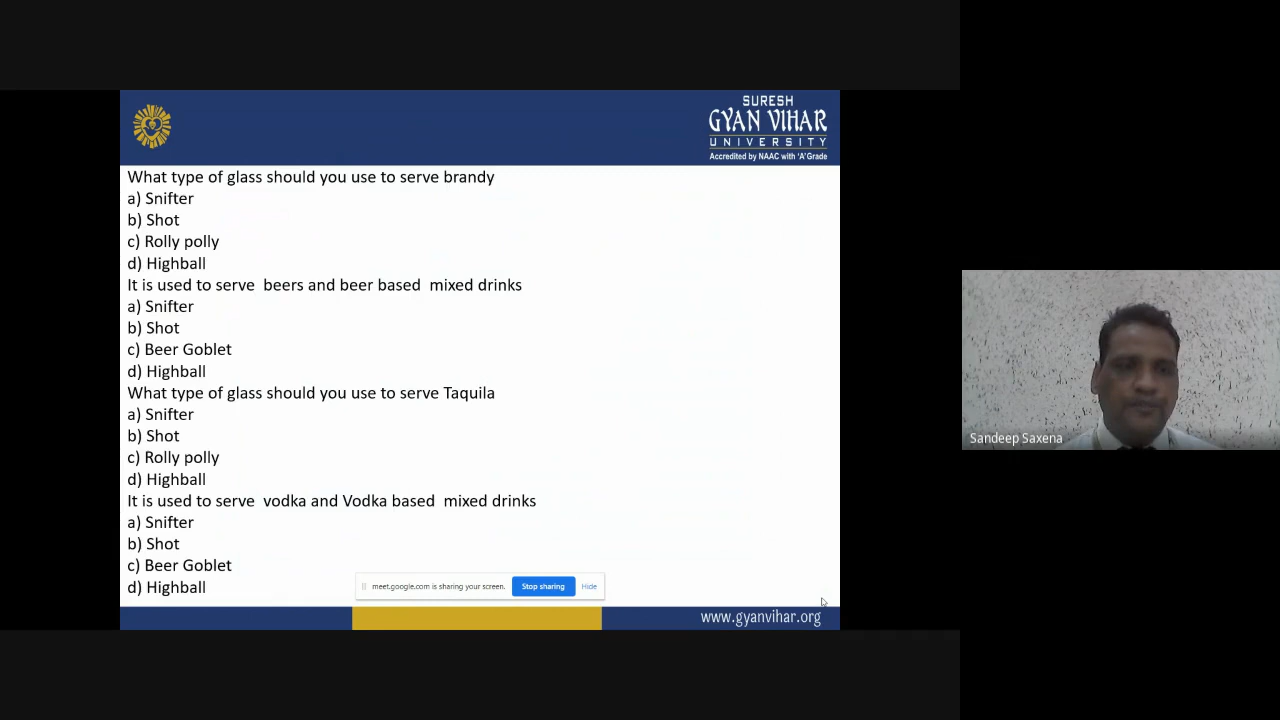 SURESH
GYAN VIHAR
UNIVERSITY
Accredited by NAAC with 'A' Grade
What type of glass should you use to serve brandy
a) Snifter
b) Shot
c) Rolly polly
d) Highball
It is used to serve  beers and beer based  mixed drinks
a) Snifter
b) Shot
c) Beer Goblet
d) Highball
What type of glass should you use to serve Taquila
a) Snifter
b) Shot
c) Rolly polly
d) Highball
It is used to serve  vodka and Vodka based  mixed drinks
a) Snifter
b) Shot
c) Beer Goblet
d) Highball
meet.google.com is sharing your screen. Stop sharing Hide
www.gyanvihar.org
Sandeep Saxena